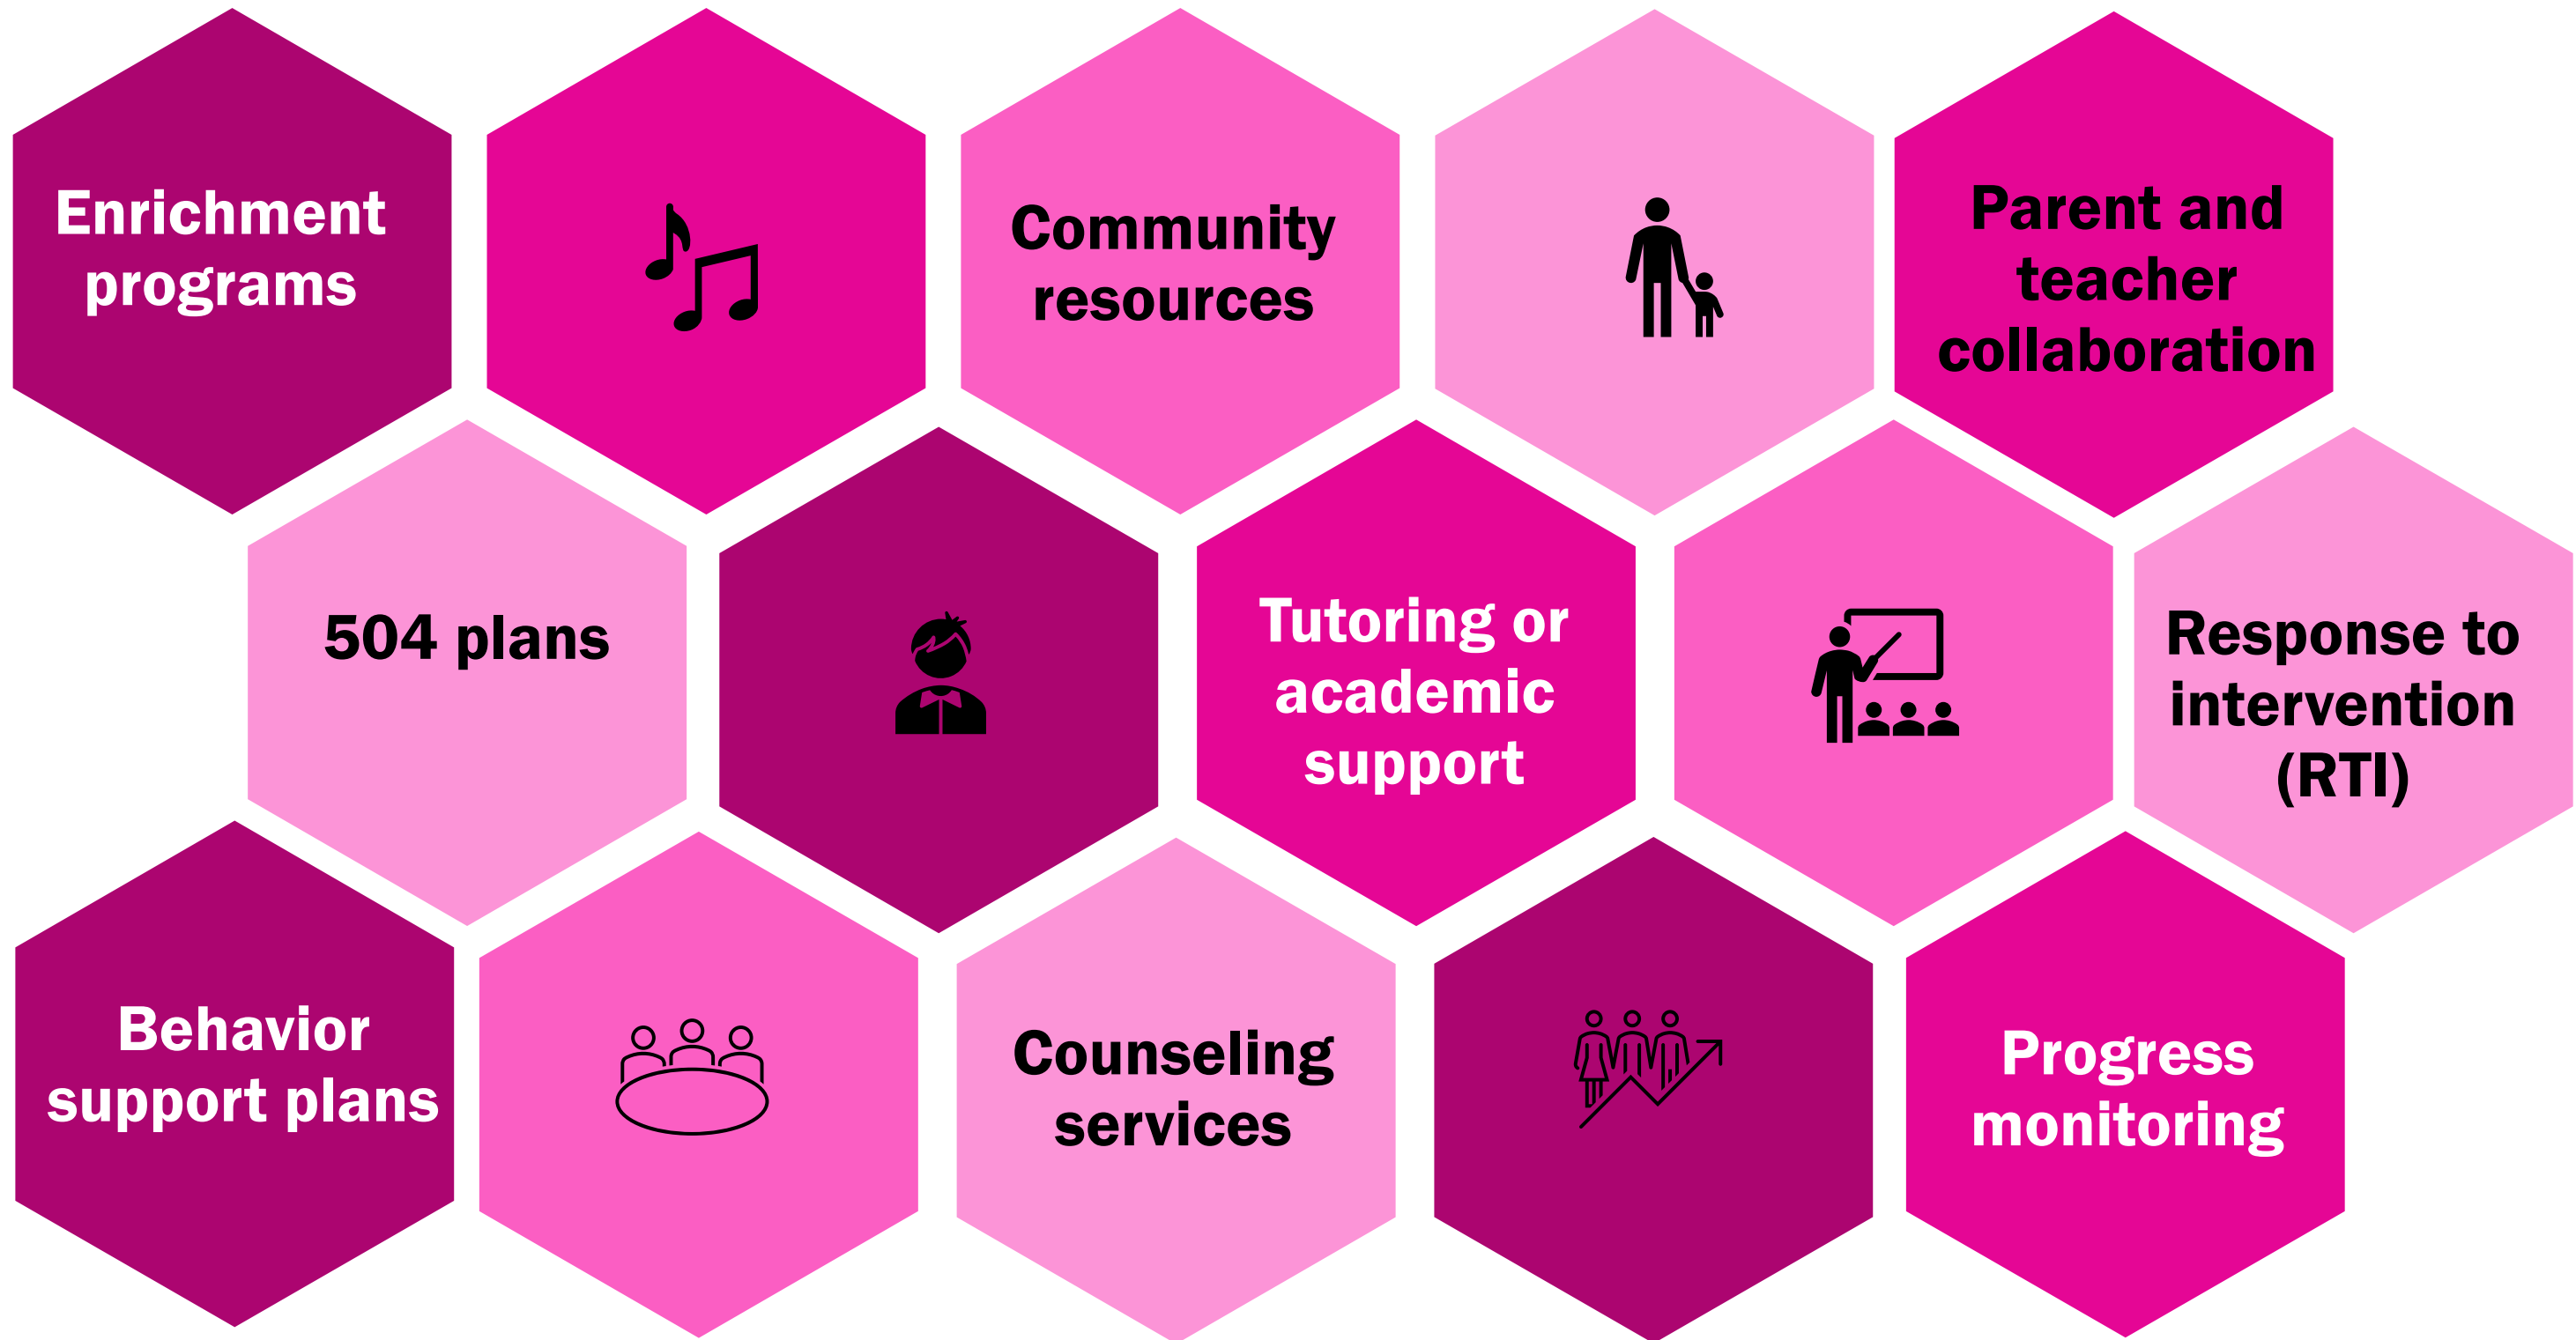 Enrichment
programs
Community
resources
Parent and
teacher
collaboration
504 plans
Tutoring or
academic
support
Response to
intervention
(RTI)
Behavior
support plans
Counseling
services
Progress
monitoring